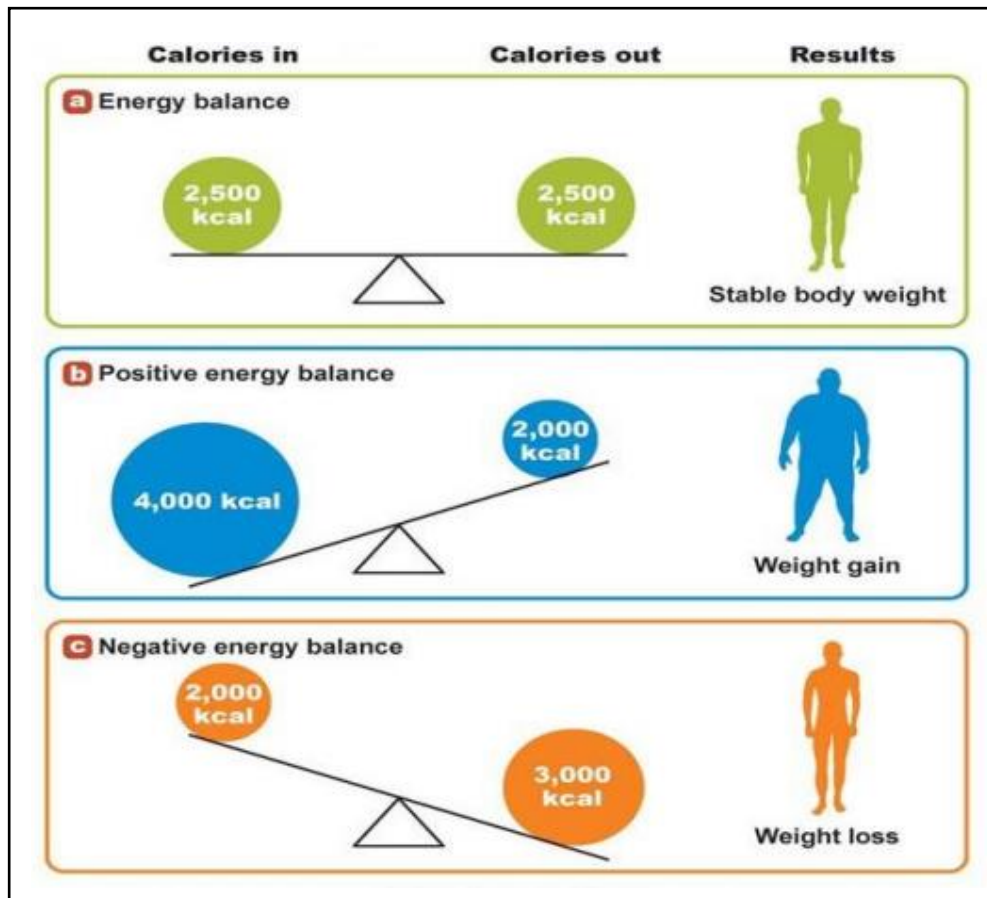 Calories in Calories out Results
a Energy balance
2,500
kcal
2,500
kcal
Stable body weight
b Positive energy balance
4,000 kcal
2,000
kcal
Weight gain
c Negative energy balance
2,000
kcal
3,000
kcal
Weight loss